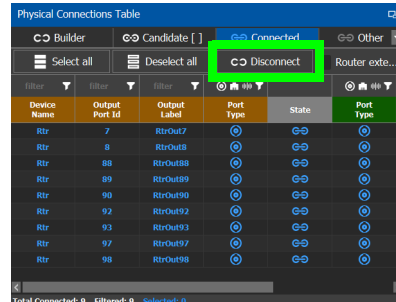 Physical Connections Table
Builder Candidate [ ] Connected Other
Select all Deselect all Disconnect Router exte...
filter filter filter
Device Name Output Port Id Output Label Port Type State Port Type
Rtr 7 RtrOut7
Rtr 8 RtrOut8
Rtr 88 RtrOut88
Rtr 89 RtrOut89
Rtr 90 RtrOut90
Rtr 92 RtrOut92
Rtr 93 RtrOut93
Rtr 97 RtrOut97
Rtr 98 RtrOut98
Total Connected: 9 Filtered: 9 Selected: 0